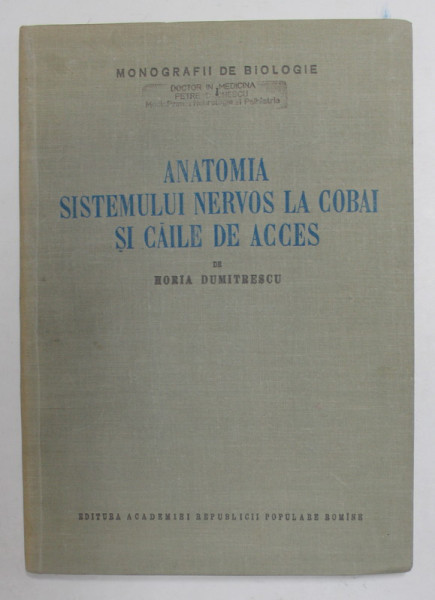 MONOGRAFII DE BIOLOGIE
DOCTOR IN MEDICINA
PETRE
ANATOMIA
SISTEMULUI NERVOS LA COBAI
ȘI CĂILE DE ACCES
DE
HORIA DUMITRESCU
EDITURA ACADEMIEI REPUBLICII POPULARE ROMÎNE